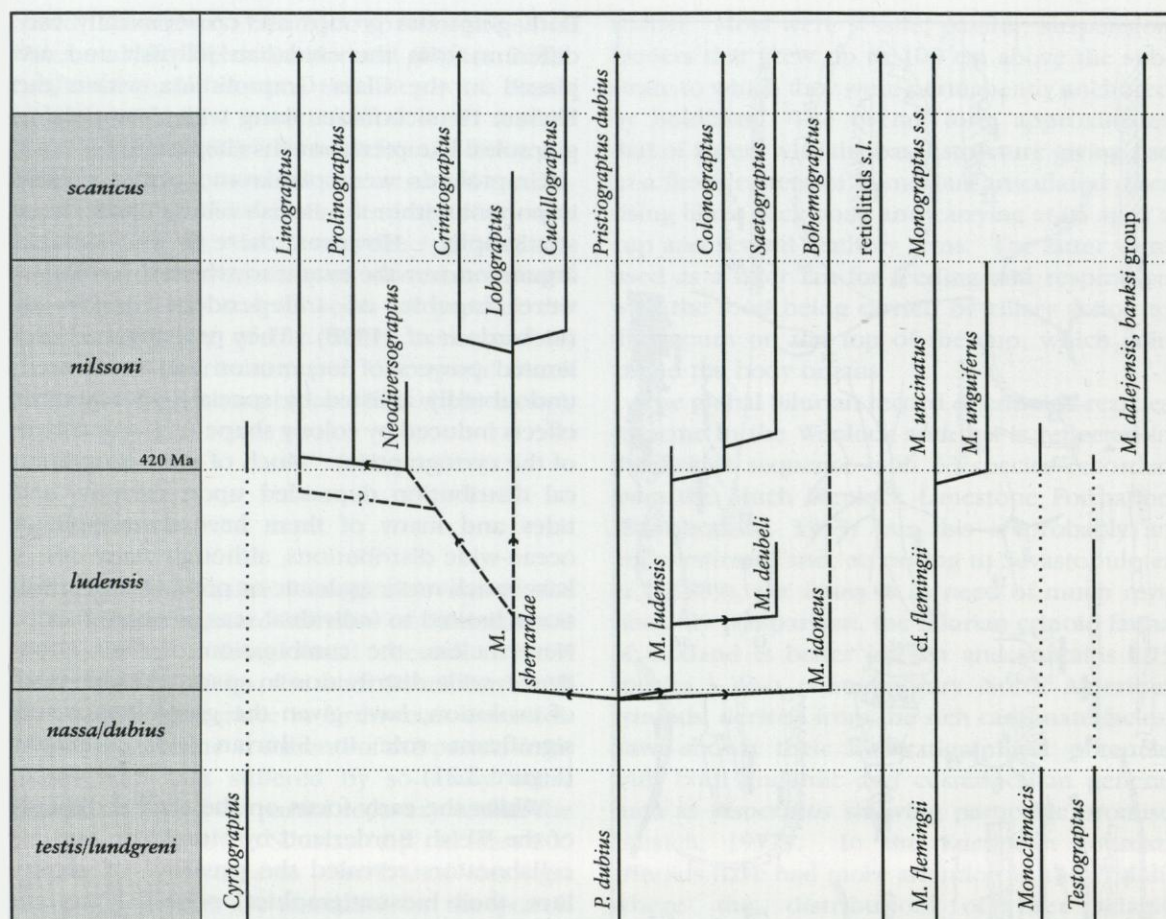 scanicus
Linograptus
Prolinograptus
Crinitograptus
Lobograptus
Cucullograptus
Pristiograptus dubius
Colonograptus
Saetograptus
Bohemograptus
retiolitids s.l.
Monograptus s.s.
nilssoni
Neodiversograptus
M. uncinatus
M. unguiferus
M. dalejensis, banksi group
420 Ma
ludensis
M. sherrardae
M. ludensis
M. deubeli
M. idoneus
cf. flemingii
nassa/dubius
testis/lundgreni
Cyrtograptus
P. dubius
M. flemingii
Monoclimacis
Testograptus